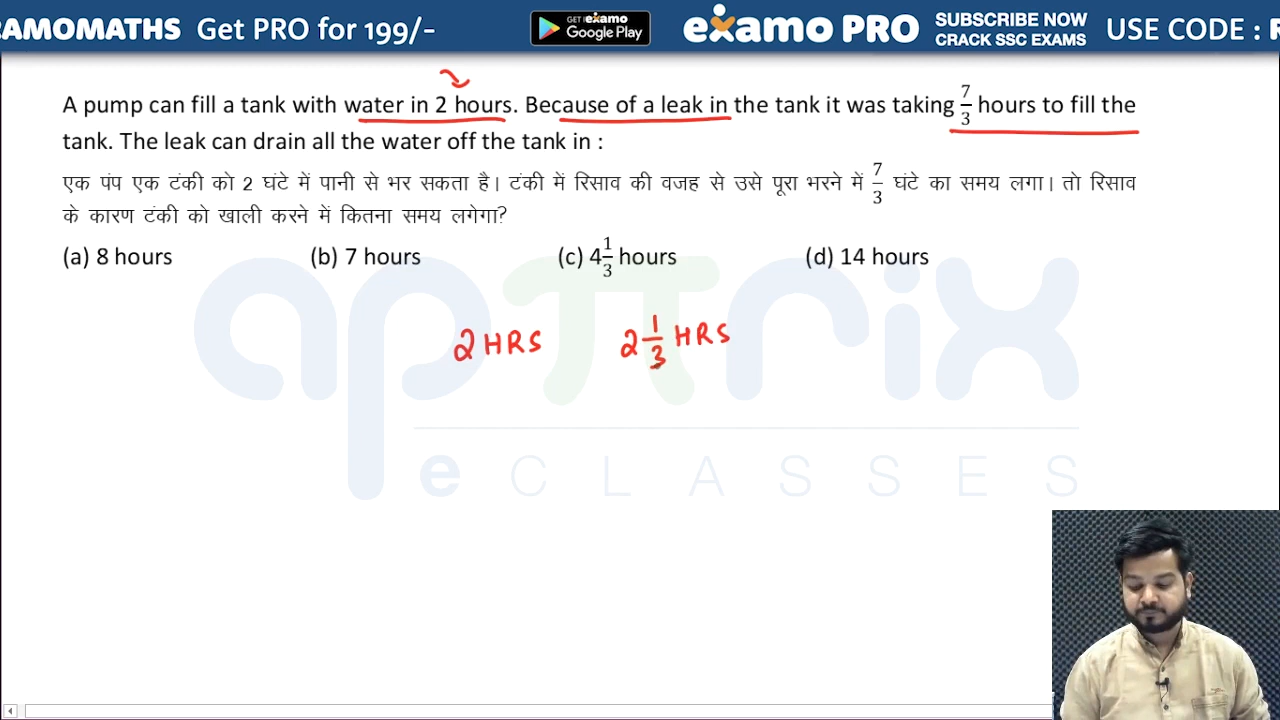 AMOMATHS Get PRO for 199/- GET IT examo Google Play examo PRO SUBSCRIBE NOW CRACK SSC EXAMS USE CODE :
A pump can fill a tank with water in 2 hours. Because of a leak in the tank it was taking 7/3 hours to fill the
tank. The leak can drain all the water off the tank in :
एक पंप एक टंकी को 2 घंटे में पानी से भर सकता है। टंकी में रिसाव की वजह से उसे पूरा भरने में 7/3 घंटे का समय लगा। तो रिसाव
के कारण टंकी को खाली करने में कितना समय लगेगा?
(a) 8 hours (b) 7 hours (c) 4 1/3 hours (d) 14 hours
2 HRS 2 1/3 HRS
apπrix
e CLASSES